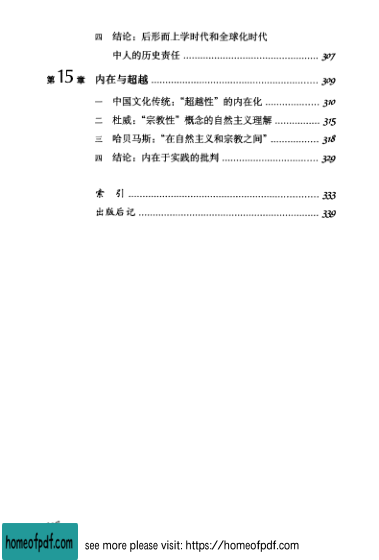 四 结论：后形而上学时代和全球化时代
中人的历史责任 ................................................ 307
第15章 内在与超越 ................................................ 309
一 中国文化传统：“超越性”的内在化 ................ 310
二 杜威：“宗教性”概念的自然主义理解 ............... 315
三 哈贝马斯：“在自然主义和宗教之间” ................ 318
四 结论：内在于实践的批判 ................................ 329
索 引 ................................................................ 333
出版后记 ................................................................ 339
homeofpdf.com
see more please visit: https://homeofpdf.com